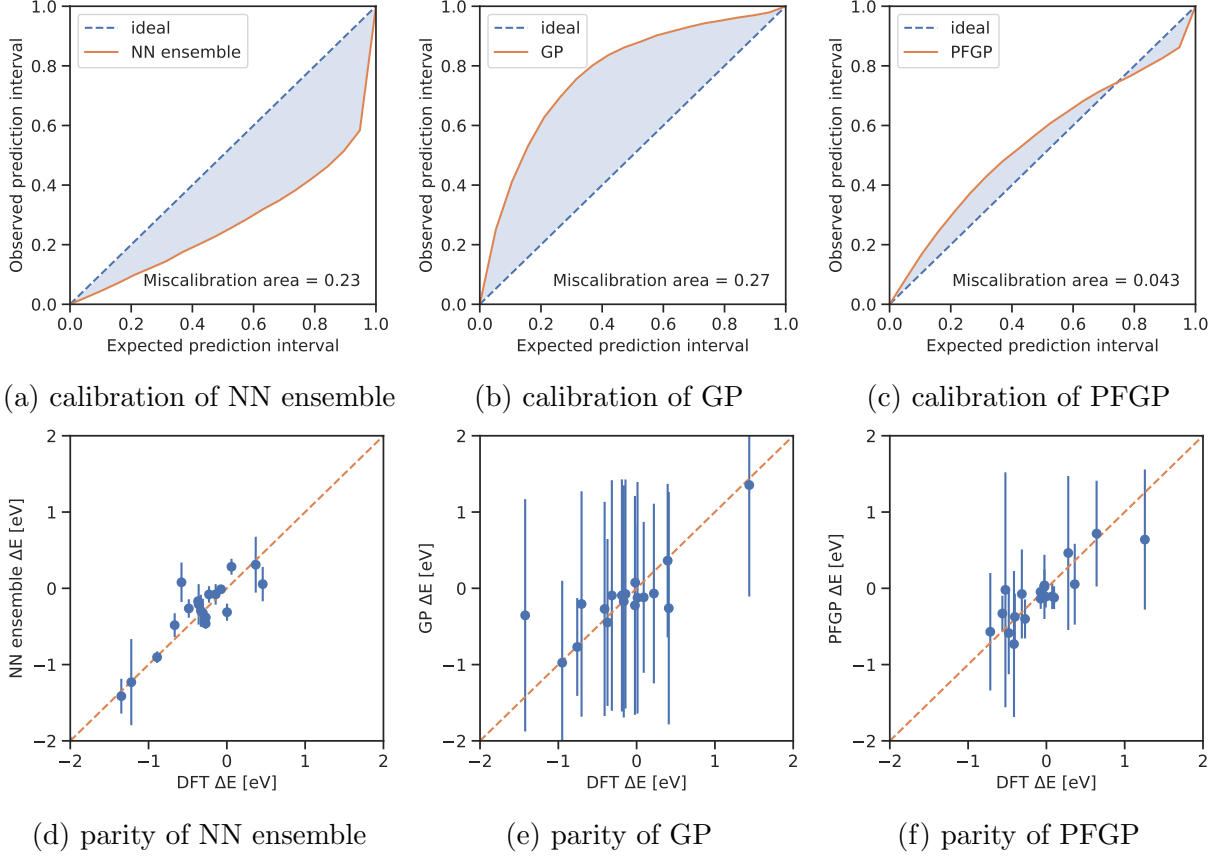 1.0
0.8
0.6
0.4
0.2
0.0
Observed prediction interval
ideal
NN ensemble
Miscalibration area = 0.23
0.0 0.2 0.4 0.6 0.8 1.0
Expected prediction interval
(a) calibration of NN ensemble
1.0
0.8
0.6
0.4
0.2
0.0
Observed prediction interval
ideal
GP
Miscalibration area = 0.27
0.0 0.2 0.4 0.6 0.8 1.0
Expected prediction interval
(b) calibration of GP
1.0
0.8
0.6
0.4
0.2
0.0
Observed prediction interval
ideal
PFGP
Miscalibration area = 0.043
0.0 0.2 0.4 0.6 0.8 1.0
Expected prediction interval
(c) calibration of PFGP
2
1
0
−1
−2
NN ensemble ΔE [eV]
−2 −1 0 1 2
DFT ΔE [eV]
(d) parity of NN ensemble
2
1
0
−1
−2
GP ΔE [eV]
−2 −1 0 1 2
DFT ΔE [eV]
(e) parity of GP
2
1
0
−1
−2
PFGP ΔE [eV]
−2 −1 0 1 2
DFT ΔE [eV]
(f) parity of PFGP